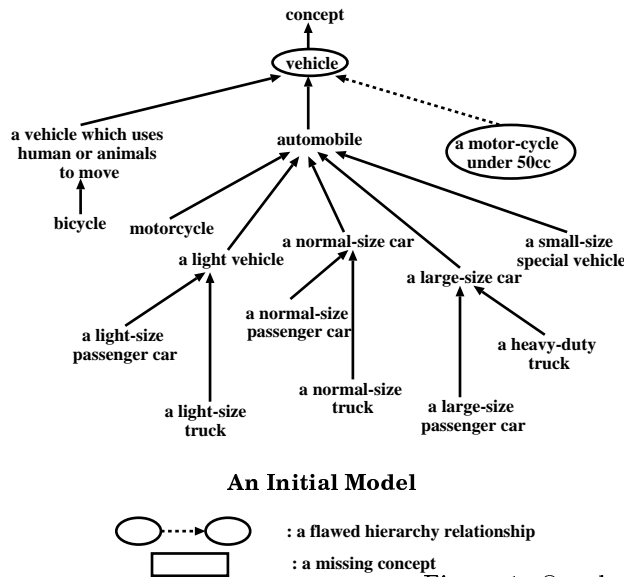 concept
vehicle
a vehicle which uses
human or animals
to move
automobile
a motor-cycle
under 50cc
bicycle
motorcycle
a light vehicle
a normal-size car
a small-size
special vehicle
a large-size car
a light-size
passenger car
a normal-size
passenger car
a heavy-duty
truck
a light-size
truck
a normal-size
truck
a large-size
passenger car
An Initial Model
: a flawed hierarchy relationship
: a missing concept